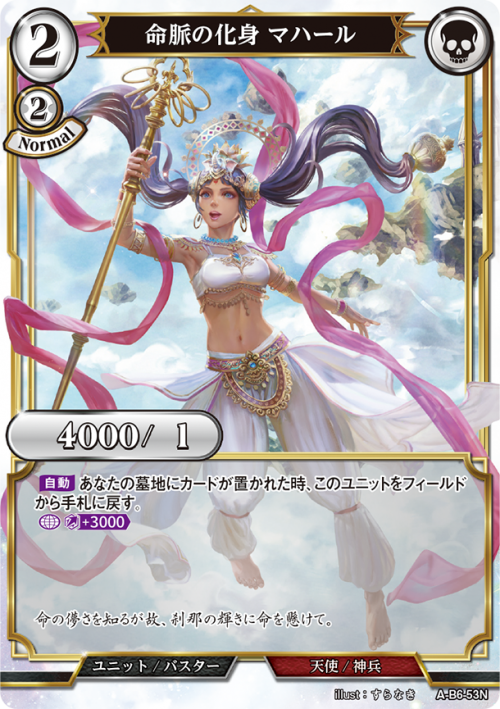 2
命脈の化身 マハール
2
Normal
4000/ 1
自動 あなたの墓地にカードが置かれた時、このユニットをフィールド
から手札に戻す。
+3000
命の儚さを知るが故、刹那の輝きに命を懸けて。
ユニット / バスター
天使 / 神兵
illust : すらなき
A-B6-53N